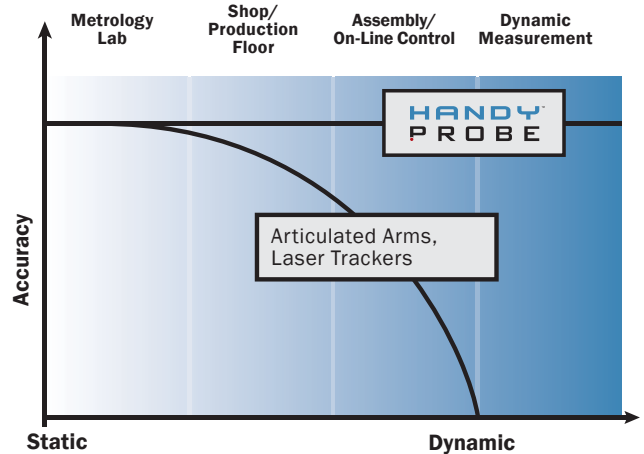 Metrology
Lab
Shop/
Production
Floor
Assembly/
On-Line Control
Dynamic
Measurement
HANDY™
PROBE
Articulated Arms,
Laser Trackers
Accuracy
Static
Dynamic